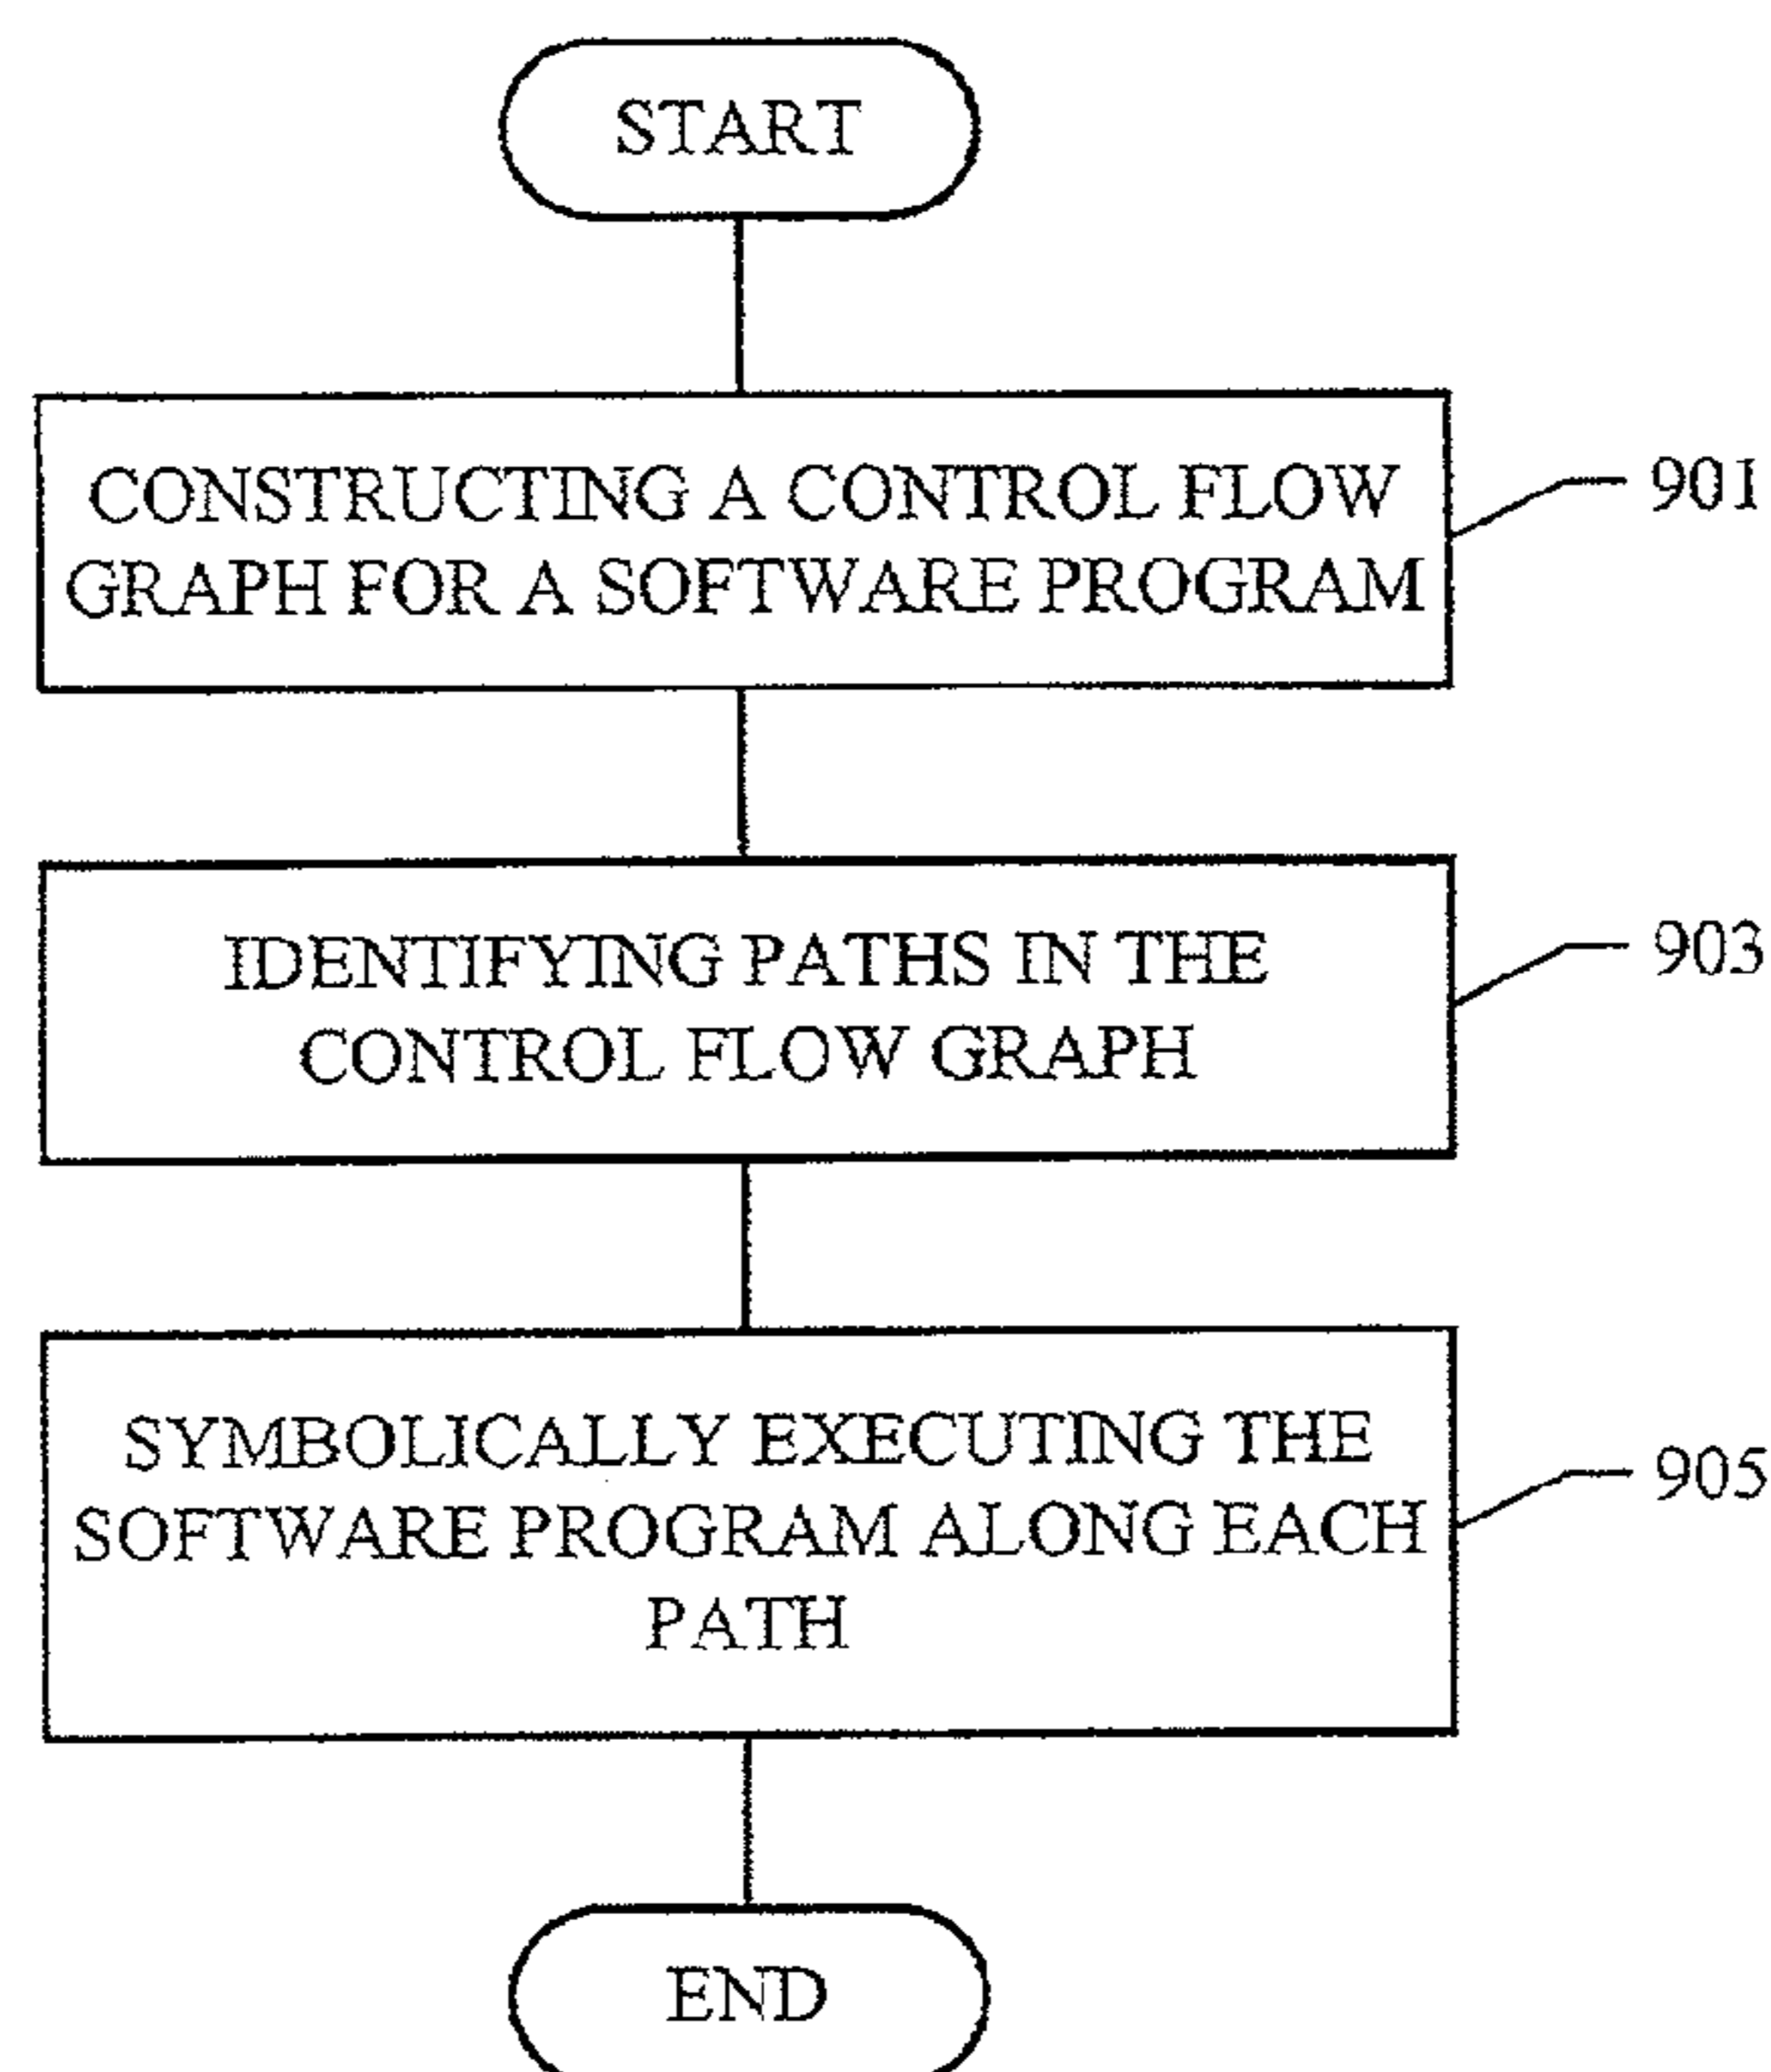 START
CONSTRUCTING A CONTROL FLOW
GRAPH FOR A SOFTWARE PROGRAM
901
IDENTIFYING PATHS IN THE
CONTROL FLOW GRAPH
903
SYMBOLICALLY EXECUTING THE
SOFTWARE PROGRAM ALONG EACH
PATH
905
END